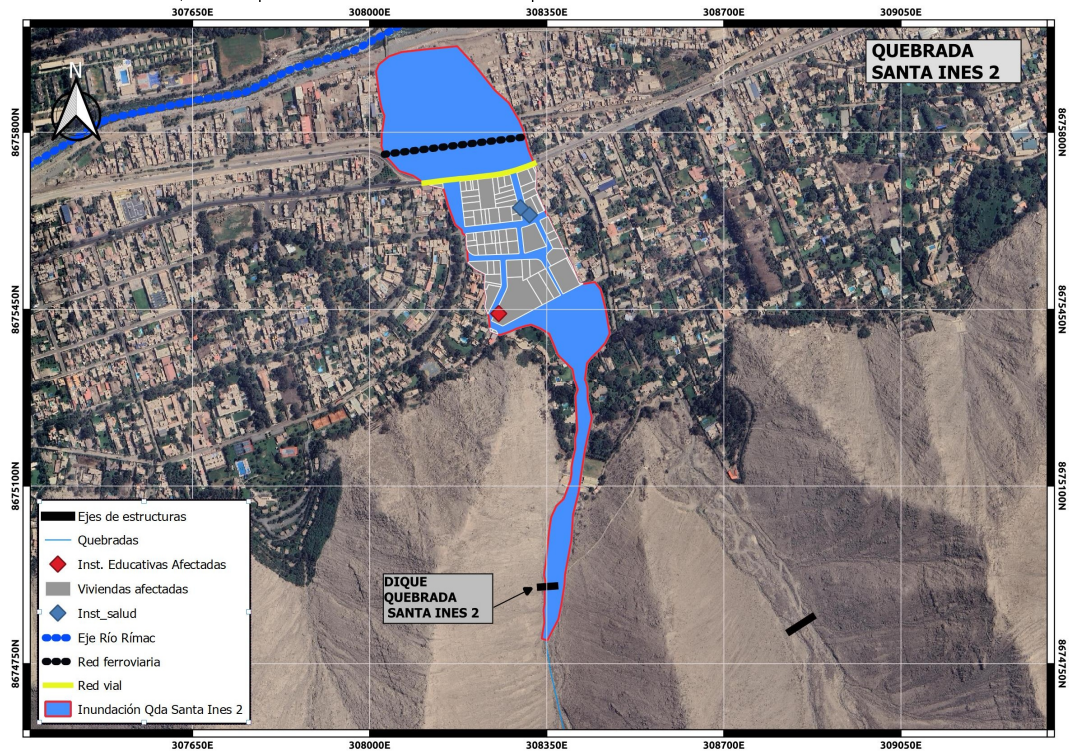 307650E 308000E 308350E 308700E 309050E
QUEBRADA
SANTA INES 2
N
8675800N 8675800N
8675450N 8675450N
8675100N 8675100N
8674750N 8674750N
DIQUE
QUEBRADA
SANTA INES 2
Ejes de estructuras
Quebradas
Inst. Educativas Afectadas
Viviendas afectadas
Inst_salud
Eje Río Rímac
Red ferroviaria
Red vial
Inundación Qda Santa Ines 2
307650E 308000E 308350E 308700E 309050E